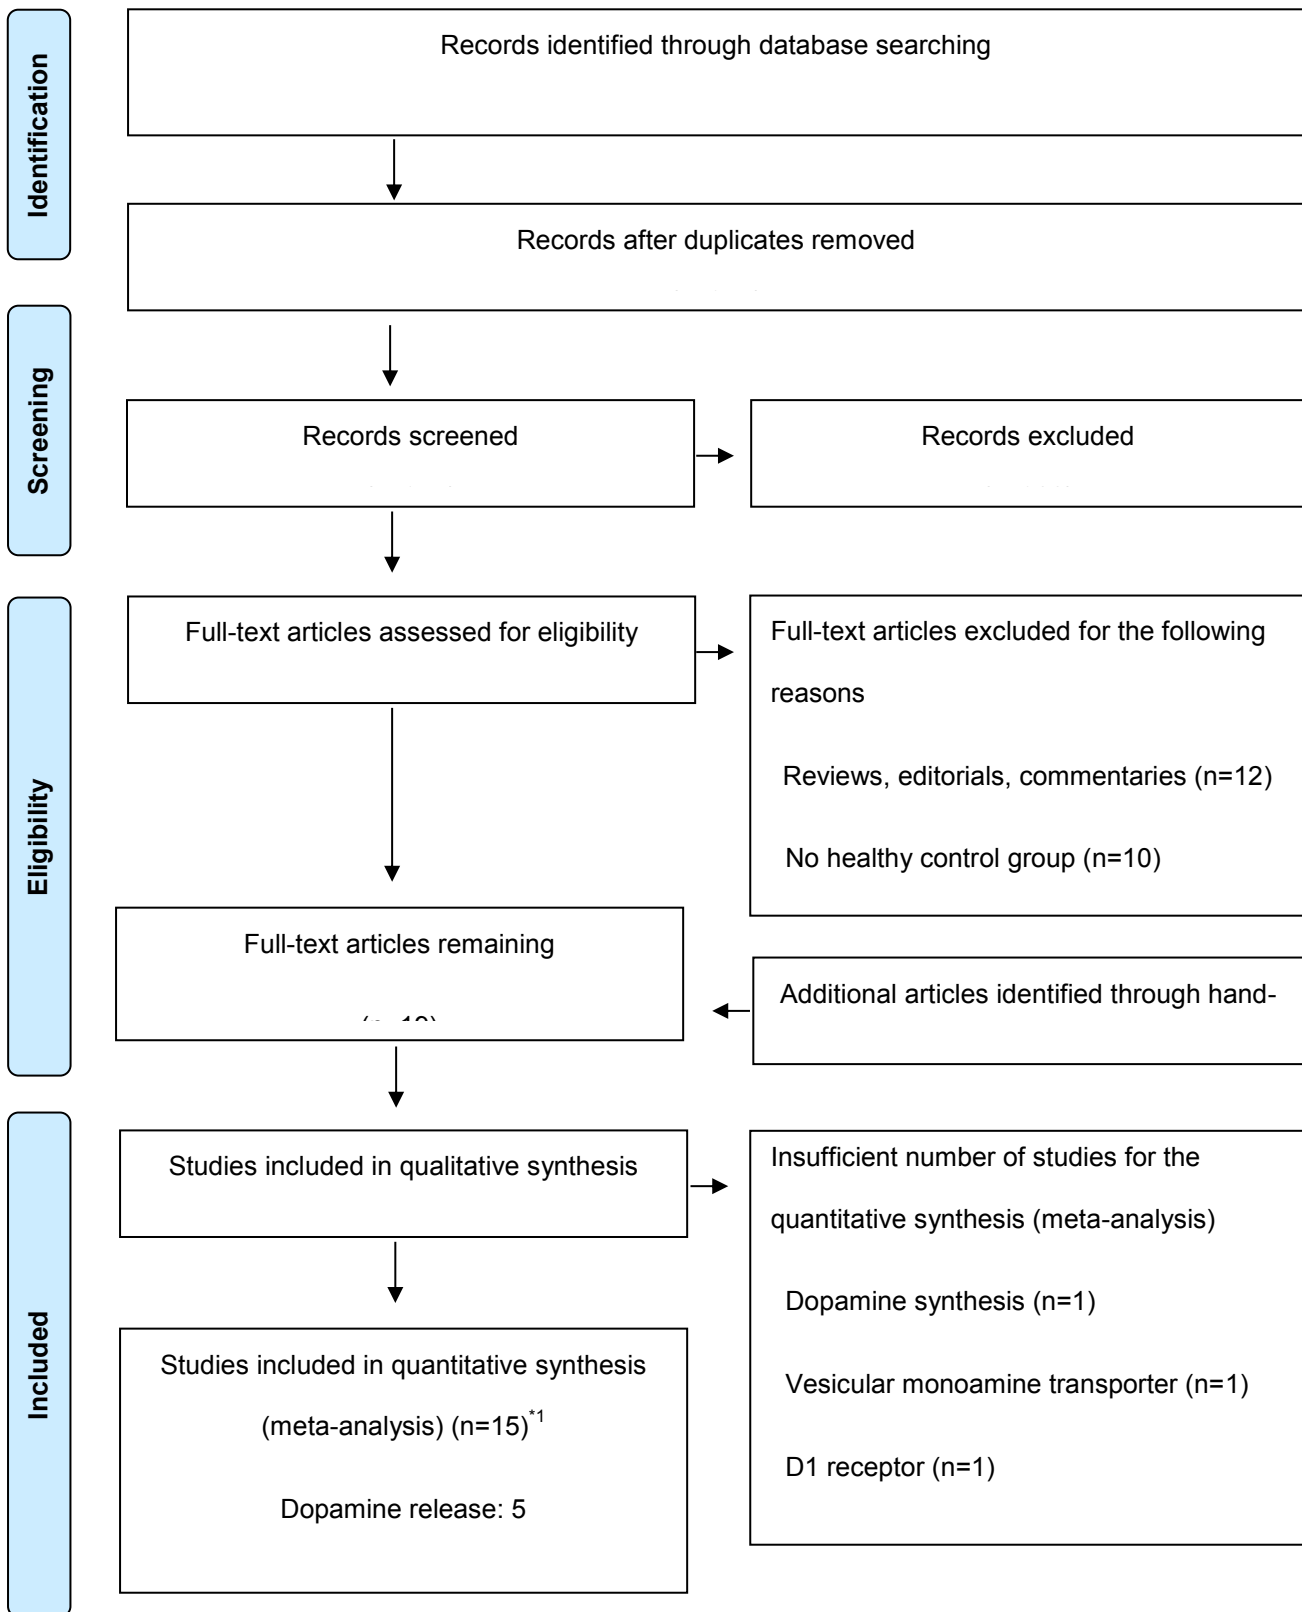 Identification
Records identified through database searching
Records after duplicates removed
Screening
Records screened
Records excluded
Eligibility
Full-text articles assessed for eligibility
Full-text articles excluded for the following
reasons
Reviews, editorials, commentaries (n=12)
No healthy control group (n=10)
Full-text articles remaining
Additional articles identified through hand-
Included
Studies included in qualitative synthesis
Insufficient number of studies for the
quantitative synthesis (meta-analysis)
Dopamine synthesis (n=1)
Vesicular monoamine transporter (n=1)
D1 receptor (n=1)
Studies included in quantitative synthesis
(meta-analysis) (n=15)*1
Dopamine release: 5